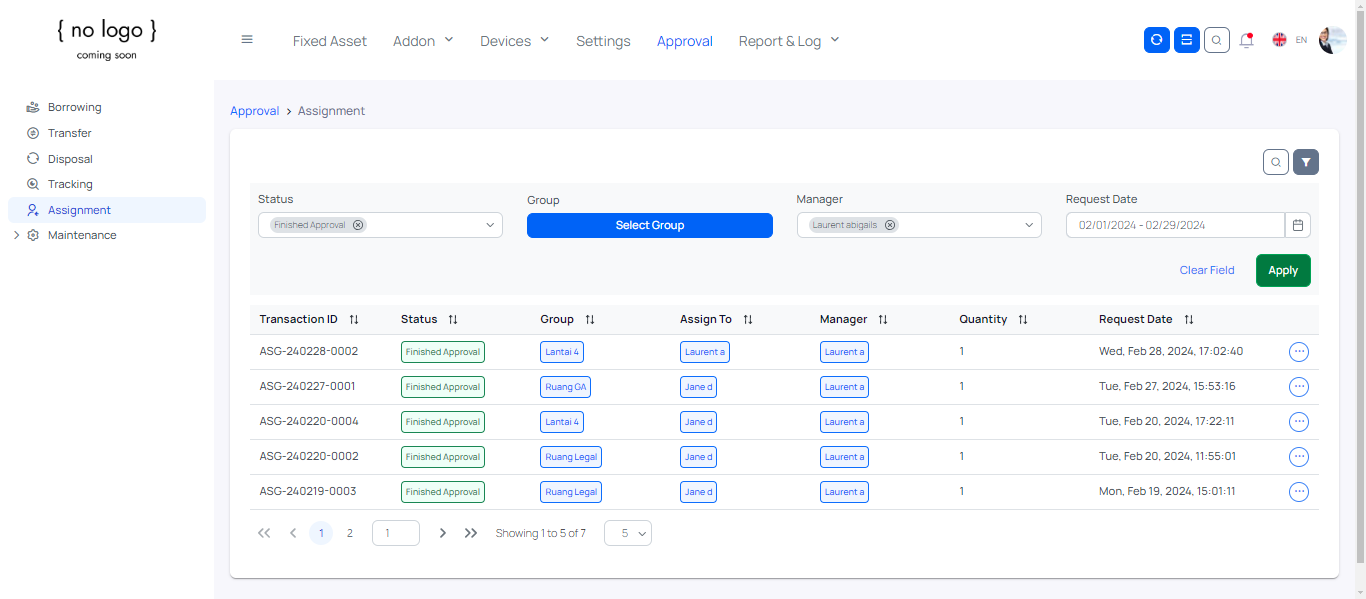 { no logo }
coming soon
Fixed Asset Addon Devices Settings Approval Report & Log EN
Borrowing
Transfer
Disposal
Tracking
Assignment
Maintenance
Approval > Assignment
Status Group Manager Request Date
Finished Approval Select Group Laurent abigails 02/01/2024 - 02/29/2024
Clear Field Apply
Transaction ID Status Group Assign To Manager Quantity Request Date
ASG-240228-0002 Finished Approval Lantai 4 Laurent a Laurent a 1 Wed, Feb 28, 2024, 17:02:40
ASG-240227-0001 Finished Approval Ruang GA Jane d Laurent a 1 Tue, Feb 27, 2024, 15:53:16
ASG-240220-0004 Finished Approval Lantai 4 Jane d Laurent a 1 Tue, Feb 20, 2024, 17:22:11
ASG-240220-0002 Finished Approval Ruang Legal Jane d Laurent a 1 Tue, Feb 20, 2024, 11:55:01
ASG-240219-0003 Finished Approval Ruang Legal Jane d Laurent a 1 Mon, Feb 19, 2024, 15:01:11
1 2 1 Showing 1 to 5 of 7 5